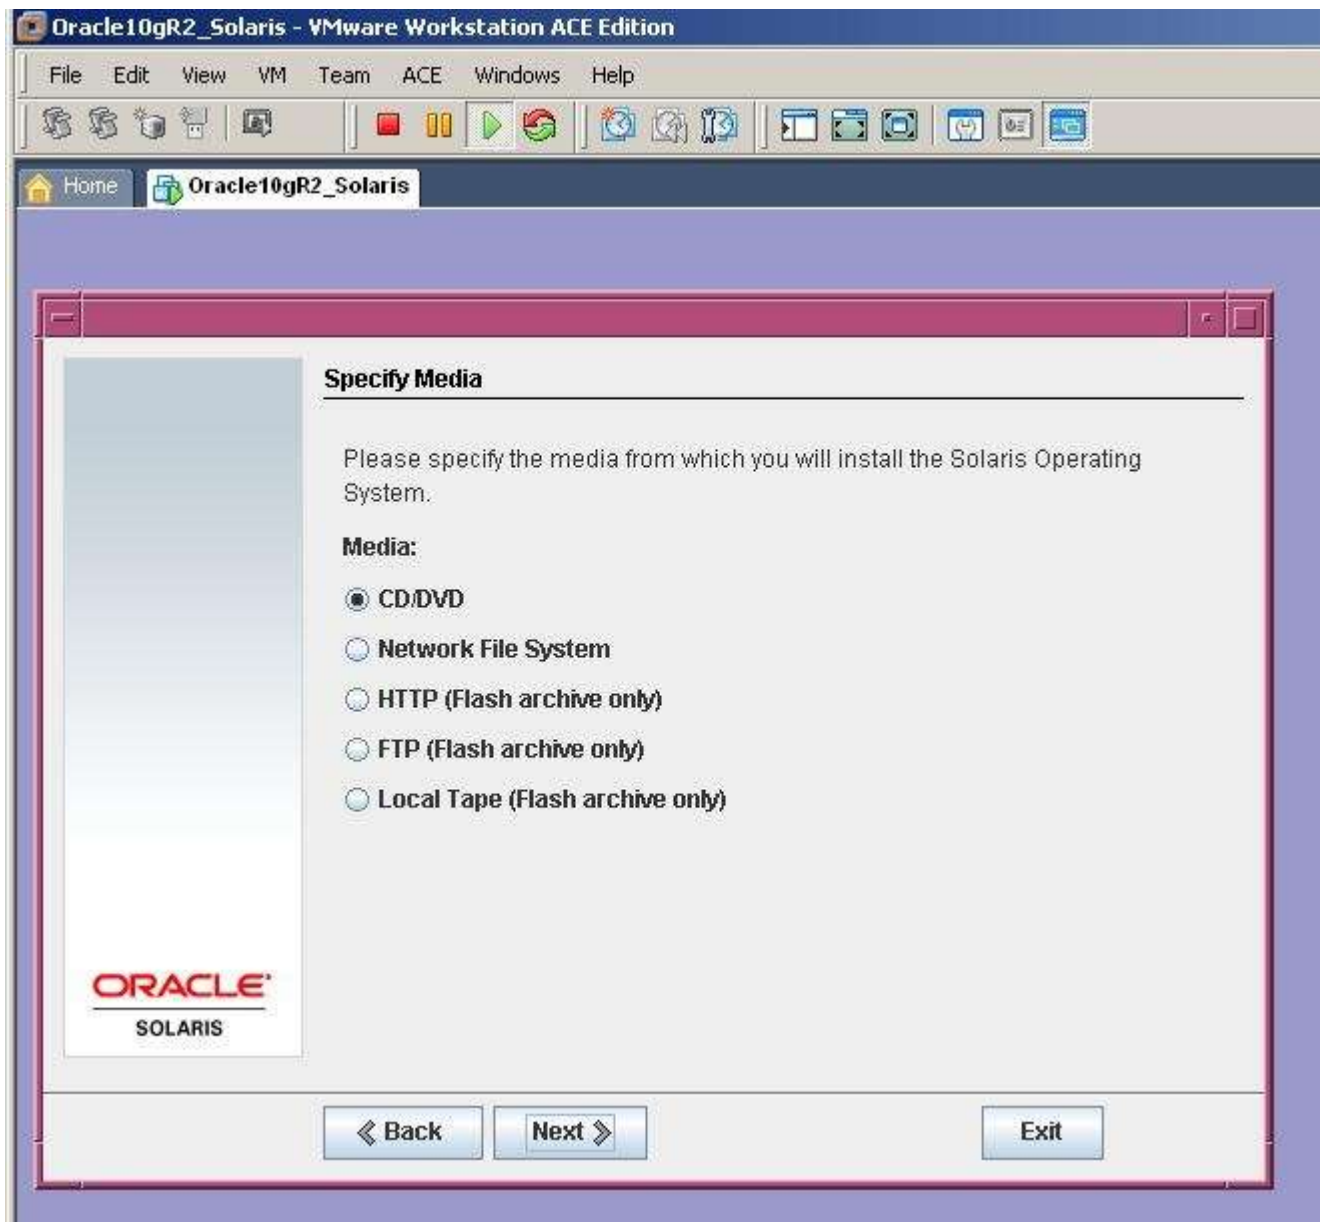 Oracle10gR2_Solaris - VMware Workstation ACE Edition
File Edit View VM Team ACE Windows Help
Home Oracle10gR2_Solaris
Specify Media
Please specify the media from which you will install the Solaris Operating
System.
Media:
CD/DVD
Network File System
HTTP (Flash archive only)
FTP (Flash archive only)
Local Tape (Flash archive only)
ORACLE
SOLARIS
Back Next Exit